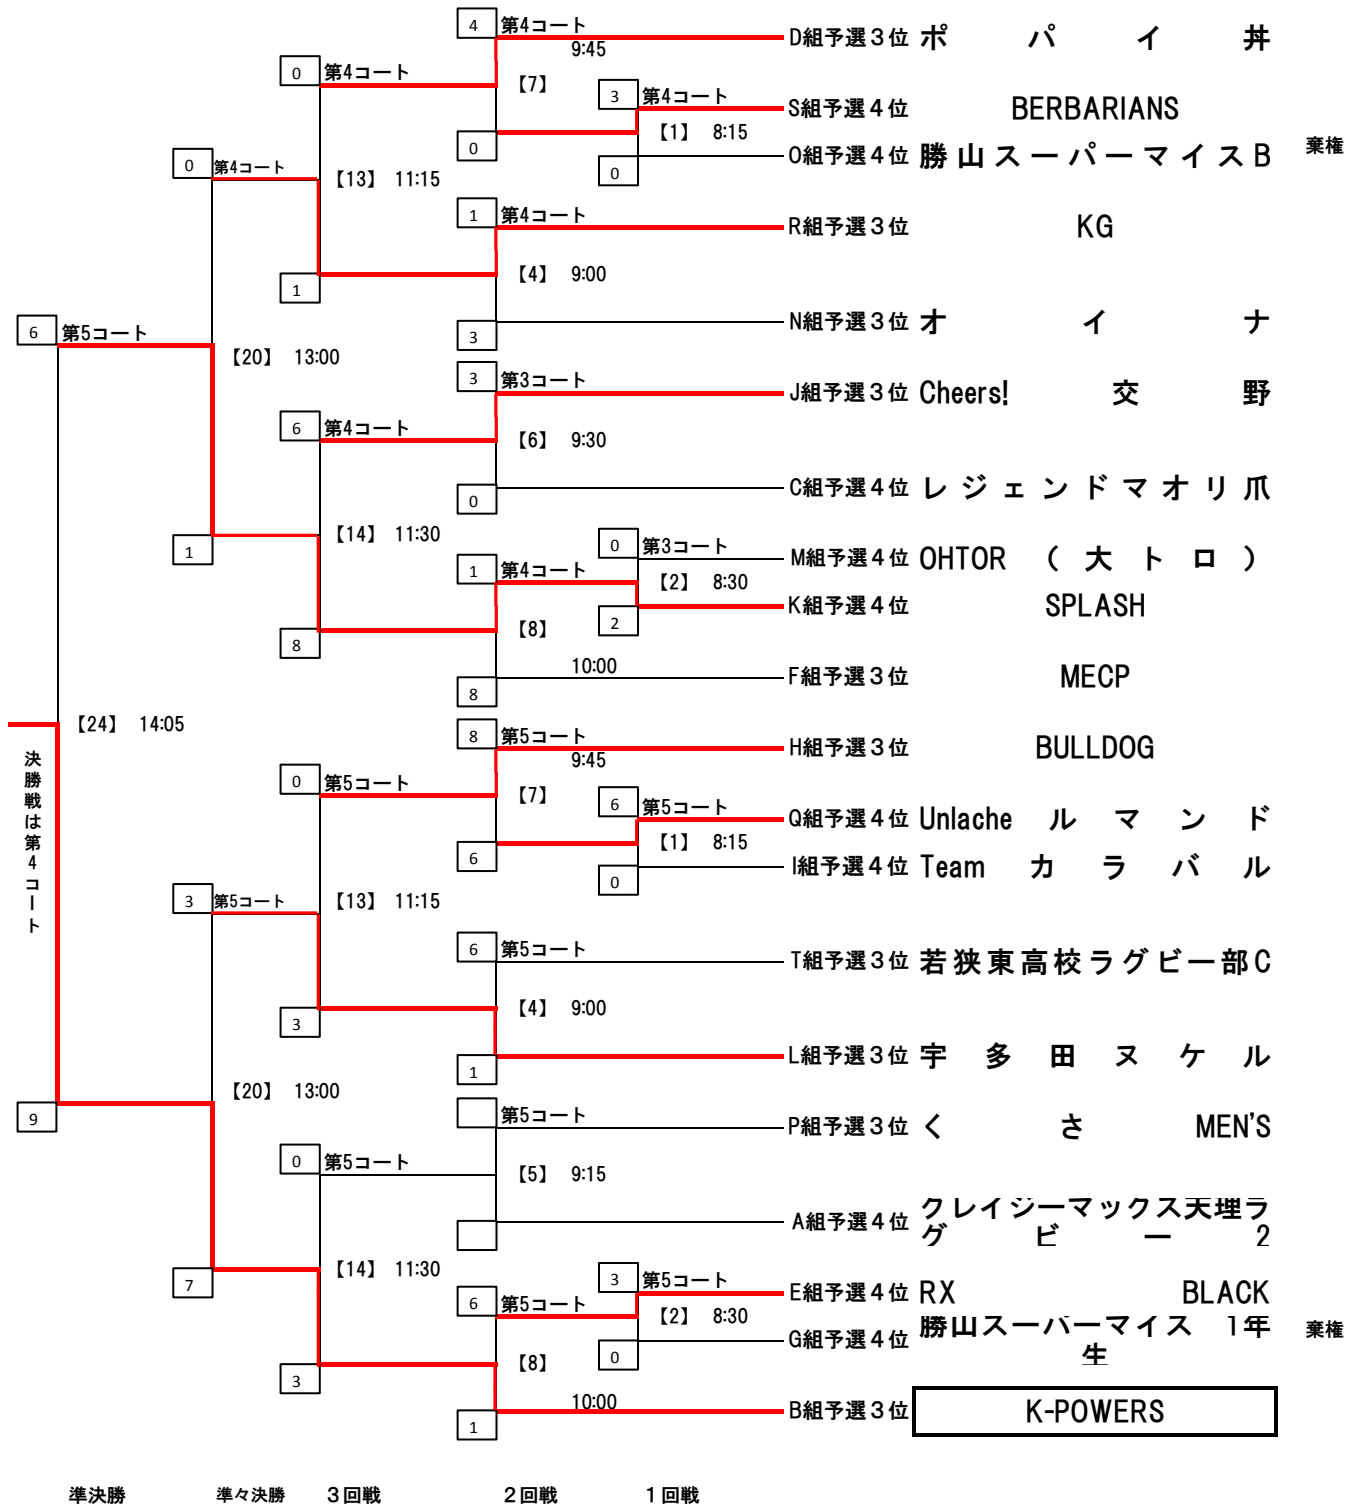 4 第4コート D組予選３位 ポパイ丼
9:45
0 第4コート 【7】
3 第4コート S組予選４位 BERBARIANS
【1】 8:15
0 0 O組予選４位 勝山スーパーマイスB 棄権
0 第4コート 【13】 11:15
1 第4コート R組予選３位 KG
1 【4】 9:00
6 第5コート 3 N組予選３位 オイナ
【20】 13:00
3 第3コート J組予選３位 Cheers!交野
6 第4コート 【6】 9:30
0 C組予選４位 レジェンドマオリ爪
1 【14】 11:30
0 第3コート M組予選４位 OHTOR（大トロ）
1 第4コート 【2】 8:30
2 K組予選４位 SPLASH
8 【8】
10:00
8 F組予選３位 MECP
【24】 14:05
決勝戦は第4コート
8 第5コート H組予選３位 BULLDOG
9:45
0 第5コート 【7】
6 第5コート Q組予選４位 Unlacheルマンド
【1】 8:15
6 0 I組予選４位 Teamカラバル
3 第5コート 【13】 11:15
6 第5コート T組予選３位 若狭東高校ラグビー部C
3 【4】 9:00
1 L組予選３位 宇多田ヌケル
9 【20】 13:00
第5コート P組予選３位 くさMEN'S
0 第5コート 【5】 9:15
A組予選４位 クレイジーマックス天理ラ
グビー2
7 【14】 11:30
3 第5コート E組予選４位 RX BLACK
6 第5コート 【2】 8:30
0 G組予選４位 勝山スーパーマイス 1年
生 棄権
3 【8】
10:00
1 B組予選３位 K-POWERS
準決勝 準々決勝 ３回戦 ２回戦 １回戦